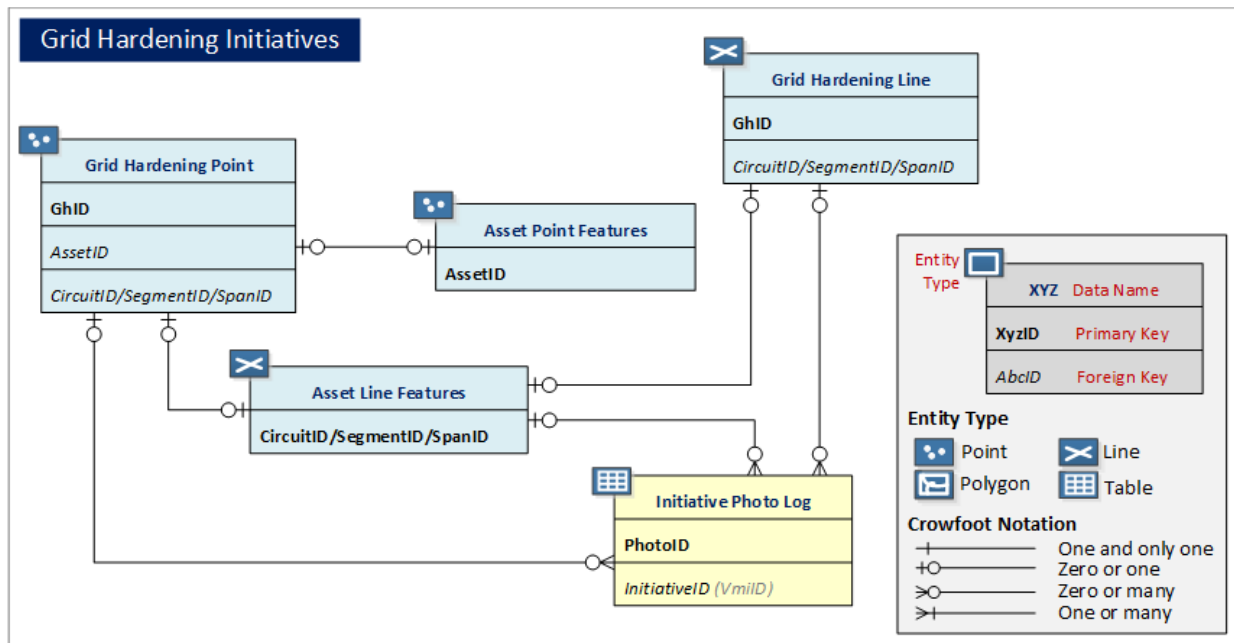 Grid Hardening Initiatives
Grid Hardening Line
GhID
CircuitID/SegmentID/SpanID
Grid Hardening Point
GhID
AssetID
CircuitID/SegmentID/SpanID
Asset Point Features
AssetID
Asset Line Features
CircuitID/SegmentID/SpanID
Initiative Photo Log
PhotoID
InitiativeID (VmiID)
Entity
Type
XYZ Data Name
XyzID Primary Key
AbcID Foreign Key
Entity Type
Point Line
Polygon Table
Crowfoot Notation
One and only one
Zero or one
Zero or many
One or many